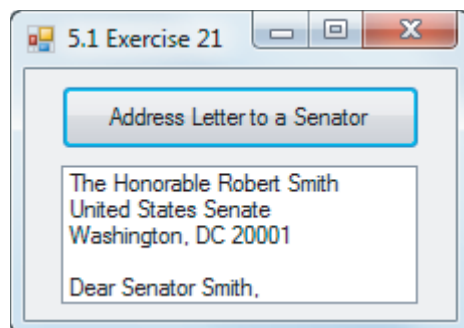 5.1 Exercise 21
Address Letter to a Senator
The Honorable Robert Smith
United States Senate
Washington, DC 20001
Dear Senator Smith,